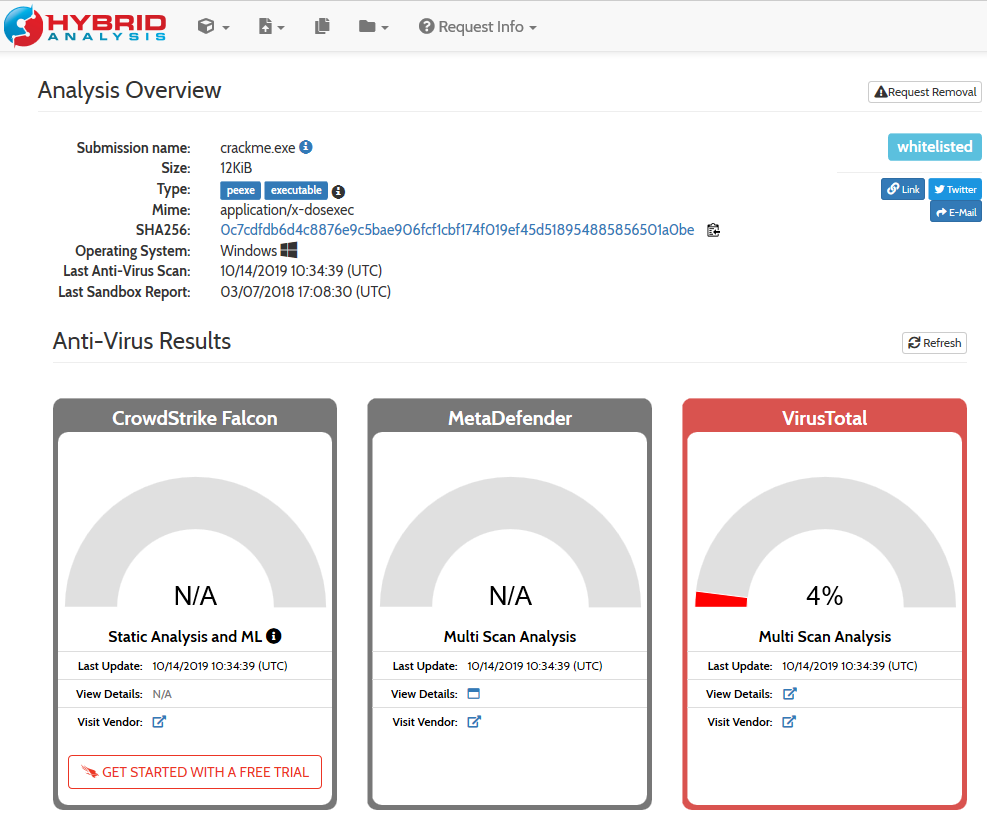 HYBRID
ANALYSIS
Request Info
Analysis Overview
Request Removal
Submission name: crackme.exe
whitelisted
Size: 12KiB
Type: peexe executable
Link Twitter
Mime: application/x-dosexec
E-Mail
SHA256: 0c7cdfdb6d4c8876e9c5bae906fcf1cbf174f019ef45d518954885856501a0be
Operating System: Windows
Last Anti-Virus Scan: 10/14/2019 10:34:39 (UTC)
Last Sandbox Report: 03/07/2018 17:08:30 (UTC)
Anti-Virus Results
Refresh
CrowdStrike Falcon
N/A
Static Analysis and ML
Last Update: 10/14/2019 10:34:39 (UTC)
View Details: N/A
Visit Vendor:
GET STARTED WITH A FREE TRIAL
MetaDefender
N/A
Multi Scan Analysis
Last Update: 10/14/2019 10:34:39 (UTC)
View Details:
Visit Vendor:
VirusTotal
4%
Multi Scan Analysis
Last Update: 10/14/2019 10:34:39 (UTC)
View Details:
Visit Vendor: